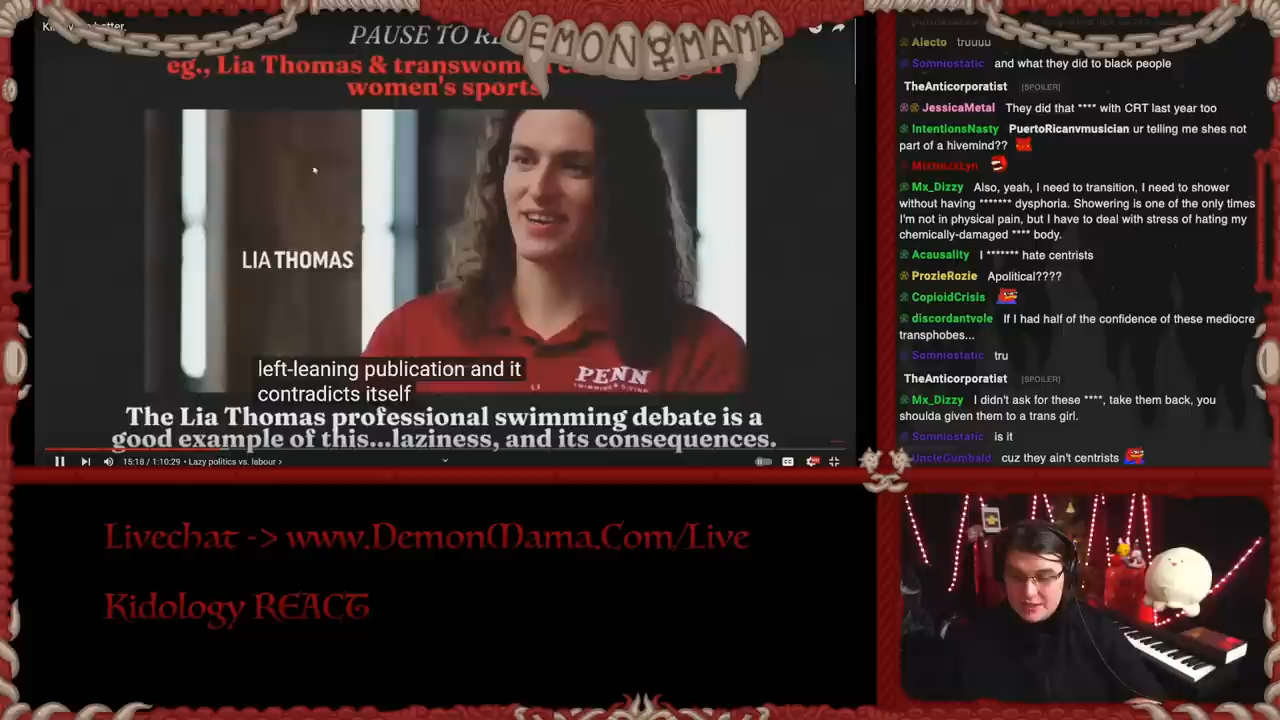 PAUSE TO
DEMON MAMA
eg., Lia Thomas &
women's sports
LIA THOMAS
PENN
left-leaning publication and it
contradicts itself
The Lia Thomas professional swimming debate is a
good example of this...laziness, and its consequences.
15:18 / 1:10:29 • Lazy politics vs. labour ›
Alecto truuuu
Somniostatic and what they did to black people
TheAnticorporatist [SPOILER]
JessicaMetal They did that **** with CRT last year too
IntentionsNasty PuertoRicanvmusician ur telling me shes not
part of a hivemind??
Mx_Dizzy Also, yeah, I need to transition, I need to shower
without having ******* dysphoria. Showering is one of the only times
I'm not in physical pain, but I have to deal with stress of hating my
chemically-damaged **** body.
Acausality I ******* hate centrists
ProzieRozie Apolitical????
CopioidCrisis
discordantvole If I had half of the confidence of these mediocre
transphobes...
Somniostatic tru
TheAnticorporatist [SPOILER]
Mx_Dizzy I didn't ask for these ****, take them back, you
shoulda given them to a trans girl.
Somniostatic is it
UncleGumbald cuz they ain't centrists
Livechat -> www.DemonMama.Com/Live
Kidology REACT